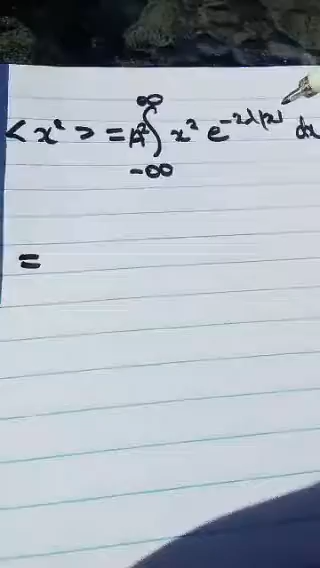 < x² > = A² ∫_{-∞}^{∞} x² e^{-2λ|x|} dx
=